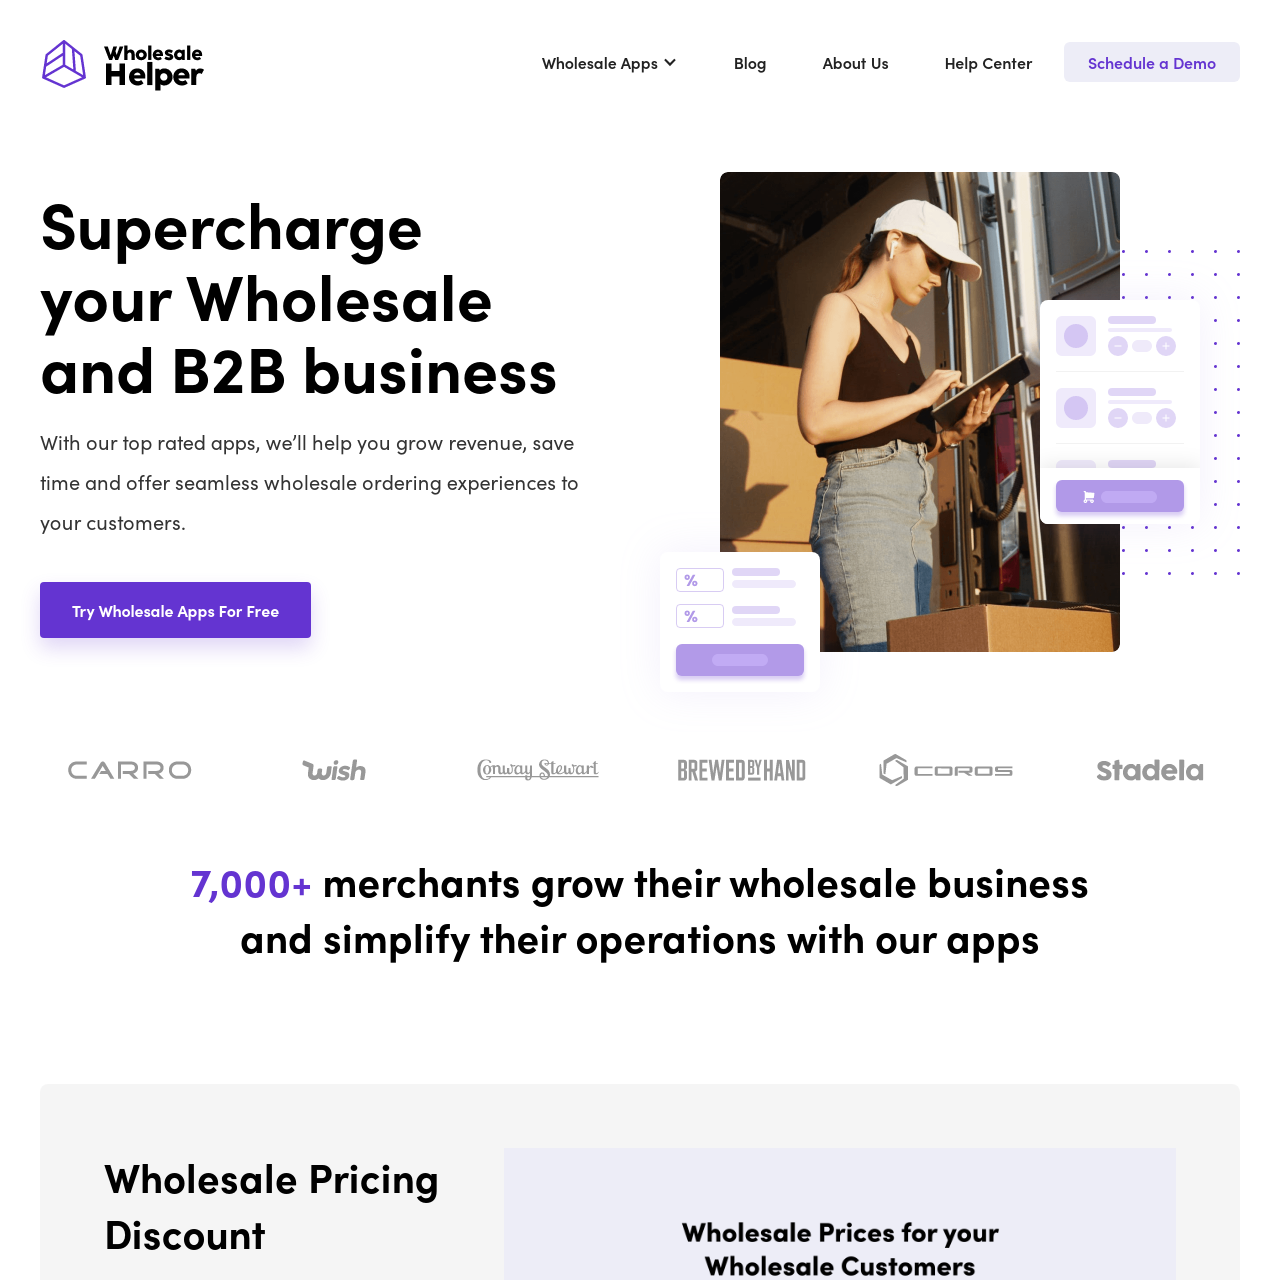 Wholesale
Helper
Wholesale Apps
Blog
About Us
Help Center
Schedule a Demo
Supercharge
your Wholesale
and B2B business
With our top rated apps, we’ll help you grow revenue, save
time and offer seamless wholesale ordering experiences to
your customers.
Try Wholesale Apps For Free
%
%
CARRO
wish
Conway Stewart
BREWED BY HAND
COROS
Stadela
7,000+ merchants grow their wholesale business
and simplify their operations with our apps
Wholesale Pricing
Discount
Wholesale Prices for your
Wholesale Customers